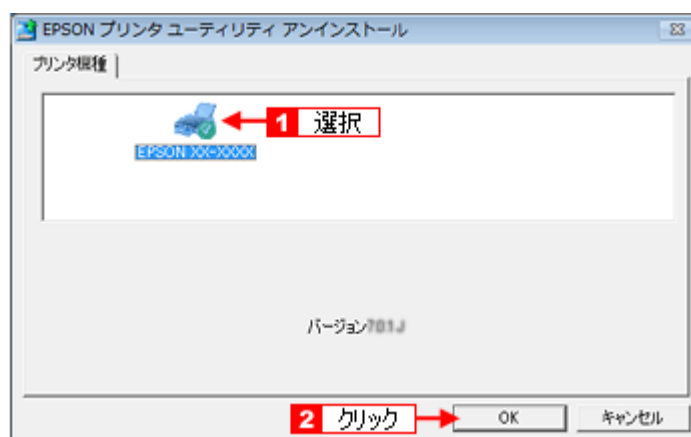 EPSON プリンタ ユーティリティ アンインストール
プリンタ機種
1 選択
EPSON XX-XXXX
バージョン
2 クリック
OK
キャンセル